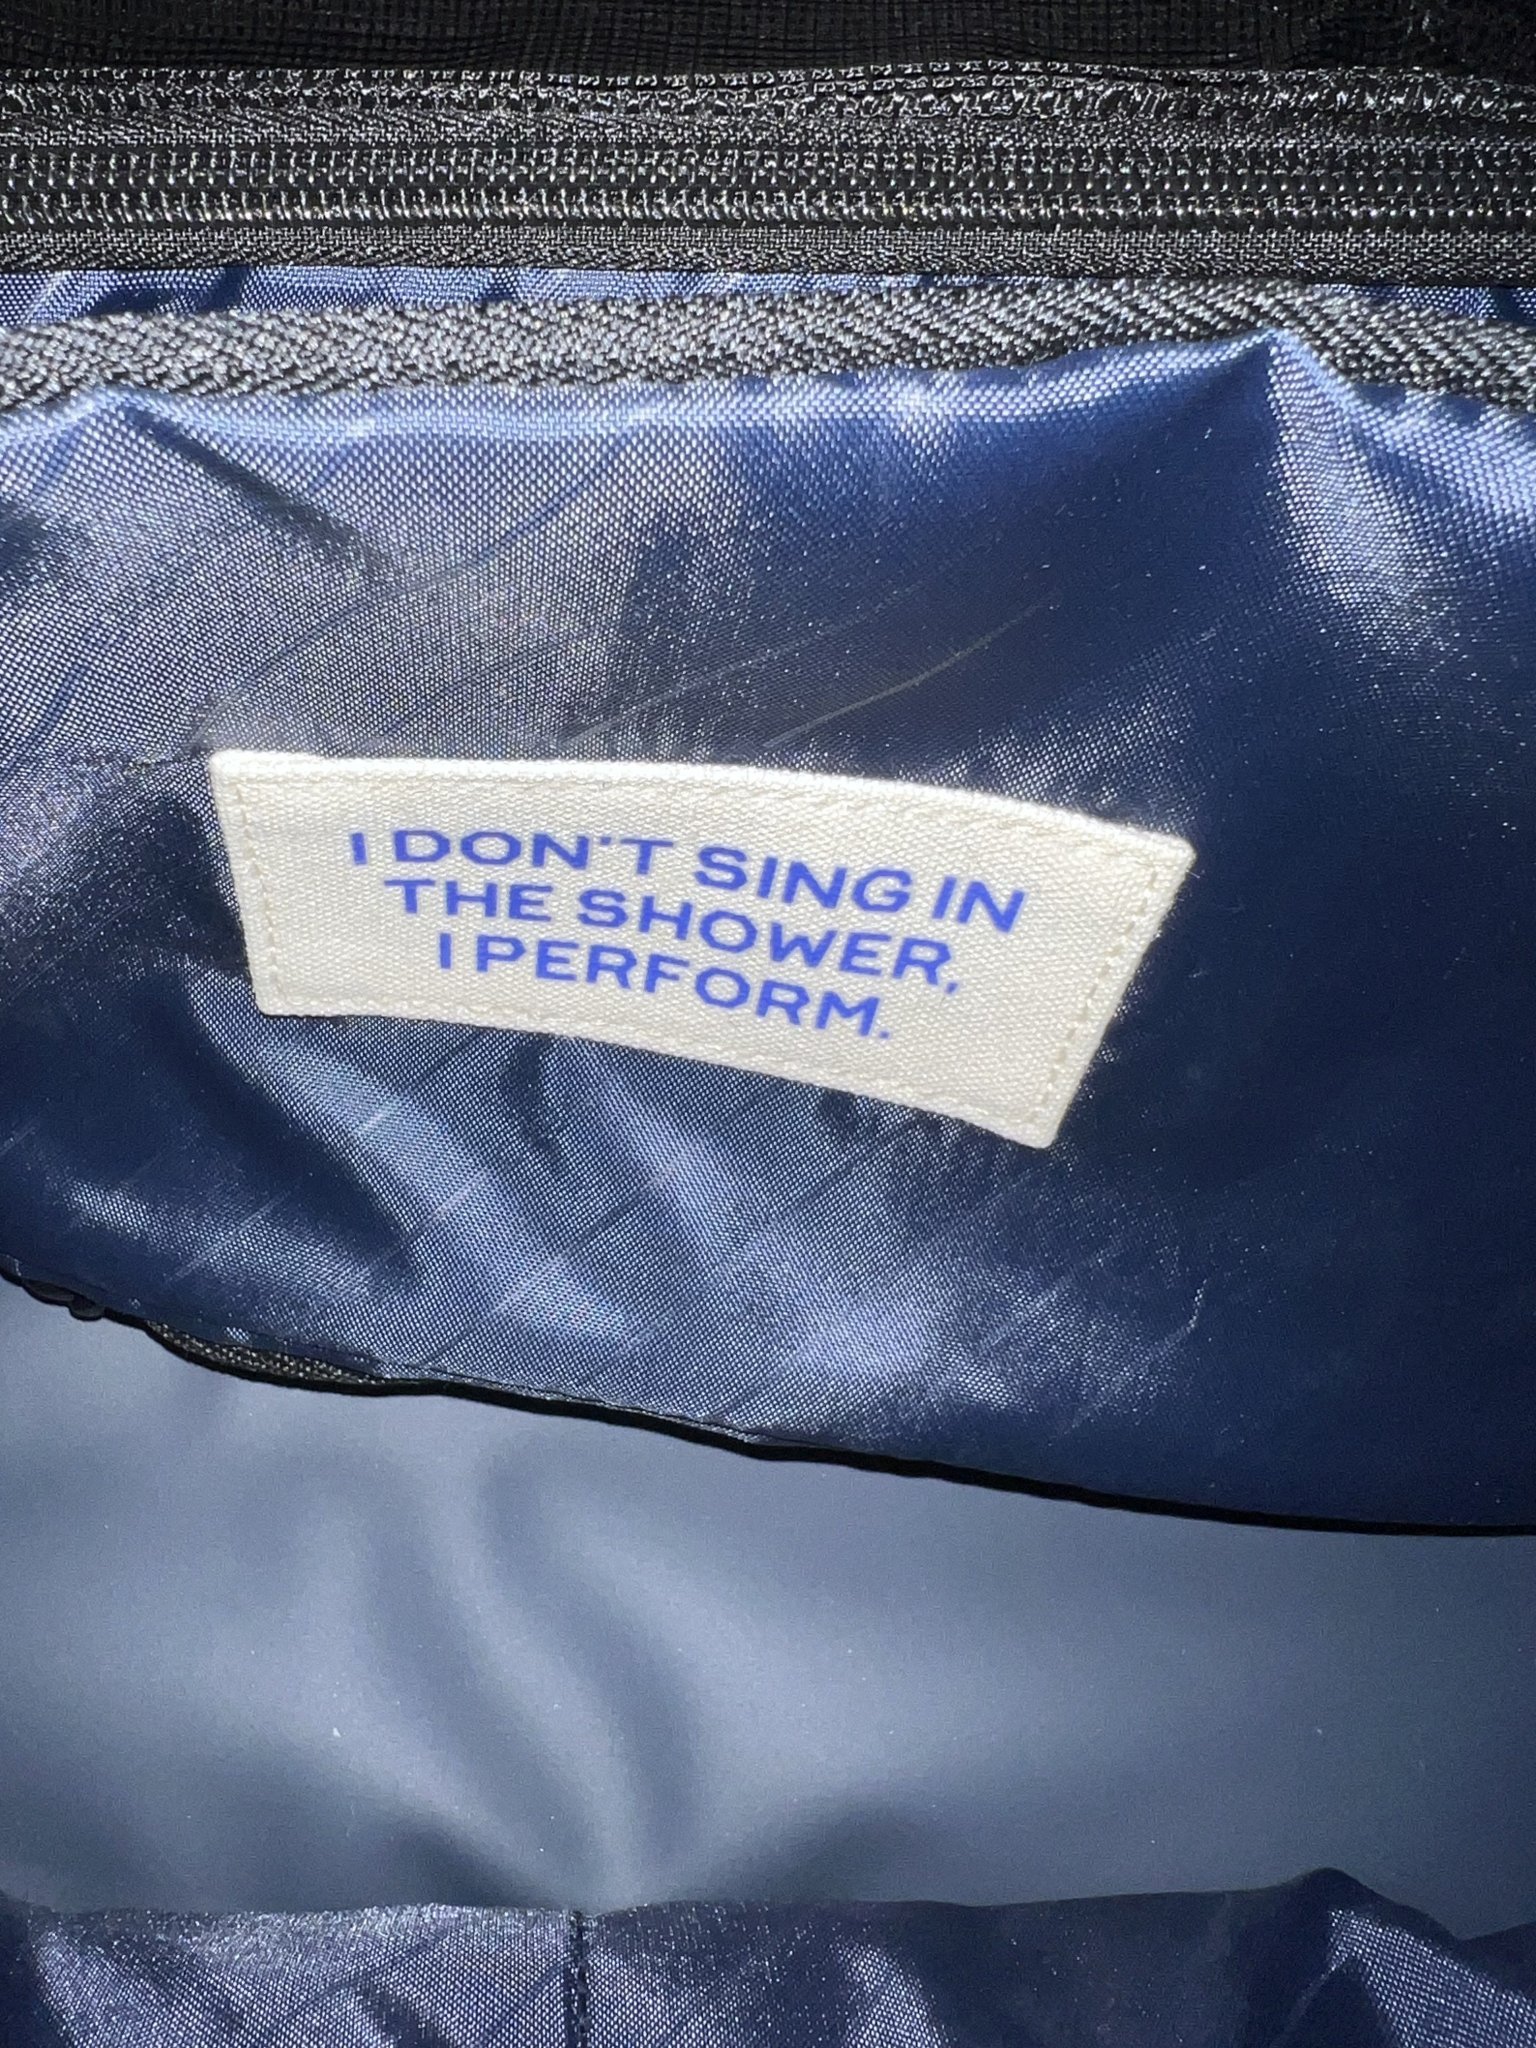 I DON'T SING IN
THE SHOWER,
I PERFORM.